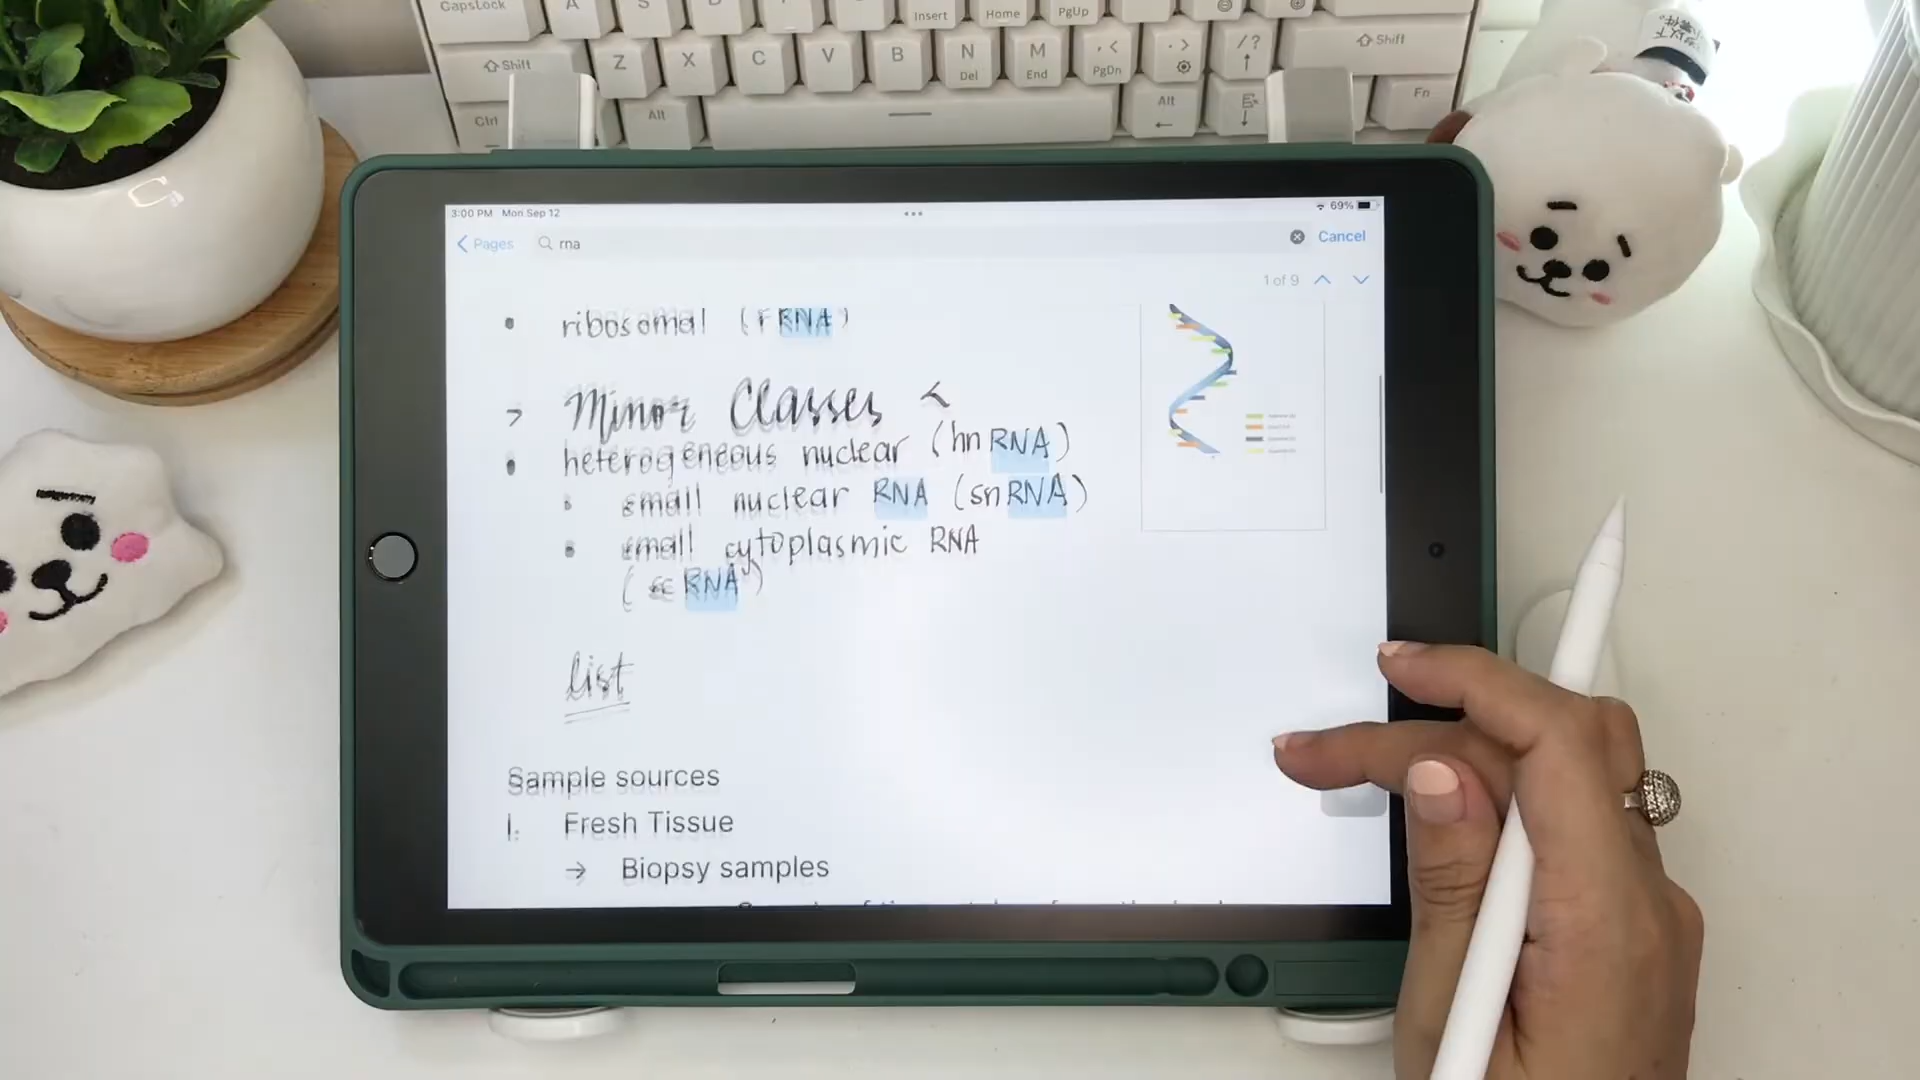 CapsLock A S Insert Home PgUp
Shift Z X C V B N Del M End , < PgDn . > / ? Shift
Ctrl Alt Alt Fn
3:00 PM Mon Sep 12
69%
Pages rna Cancel
1 of 9
• ribosomal (rRNA)
> Minor Classes <
• heterogeneous nuclear (hnRNA)
• small nuclear RNA (snRNA)
• small cytoplasmic RNA
(scRNA)
list
Sample sources
I. Fresh Tissue
→ Biopsy samples